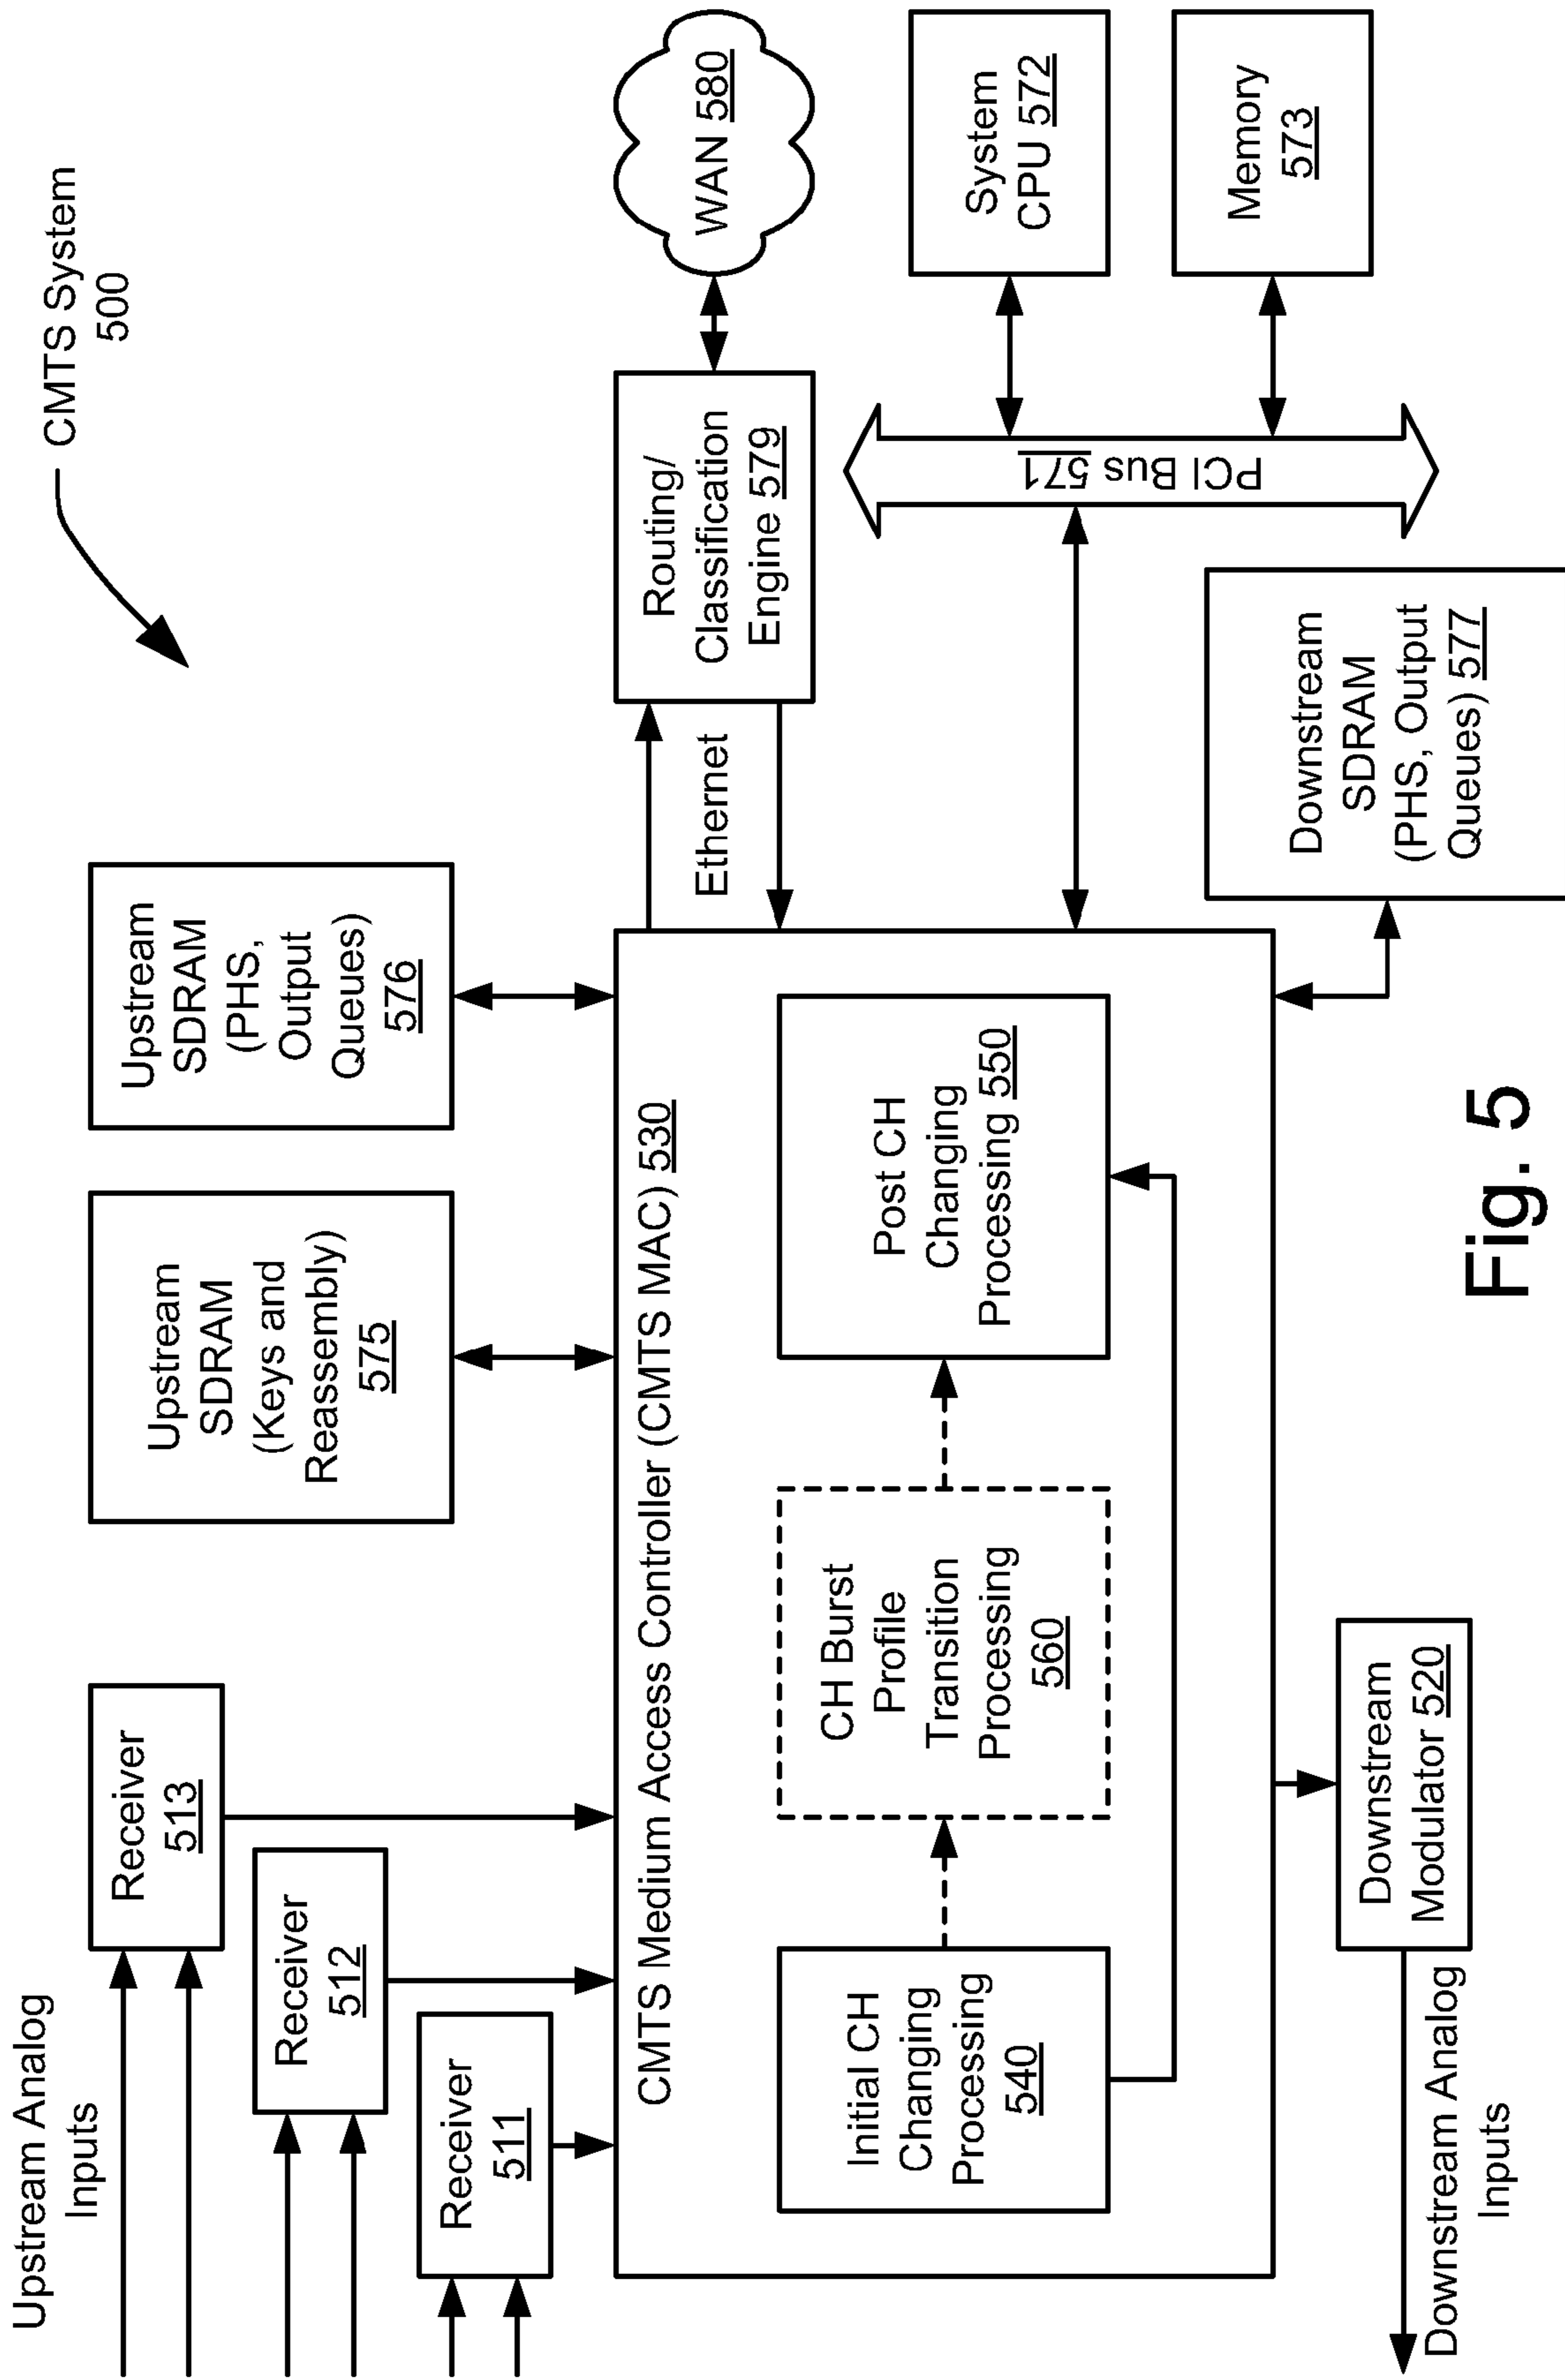 CMTS System
500
Upstream Analog
Inputs
Receiver
513
Receiver
512
Receiver
511
Upstream
SDRAM
(Keys and
Reassembly)
575
Upstream
SDRAM
(PHS,
Output
Queues)
576
CMTS Medium Access Controller (CMTS MAC) 530
Initial CH
Changing
Processing
540
CH Burst
Profile
Transition
Processing
560
Post CH
Changing
Processing 550
Ethernet
Routing/
Classification
Engine 579
WAN 580
PCI Bus 571
System
CPU 572
Memory
573
Downstream
SDRAM
(PHS, Output
Queues) 577
Downstream
Modulator 520
Downstream Analog
Inputs
Fig. 5